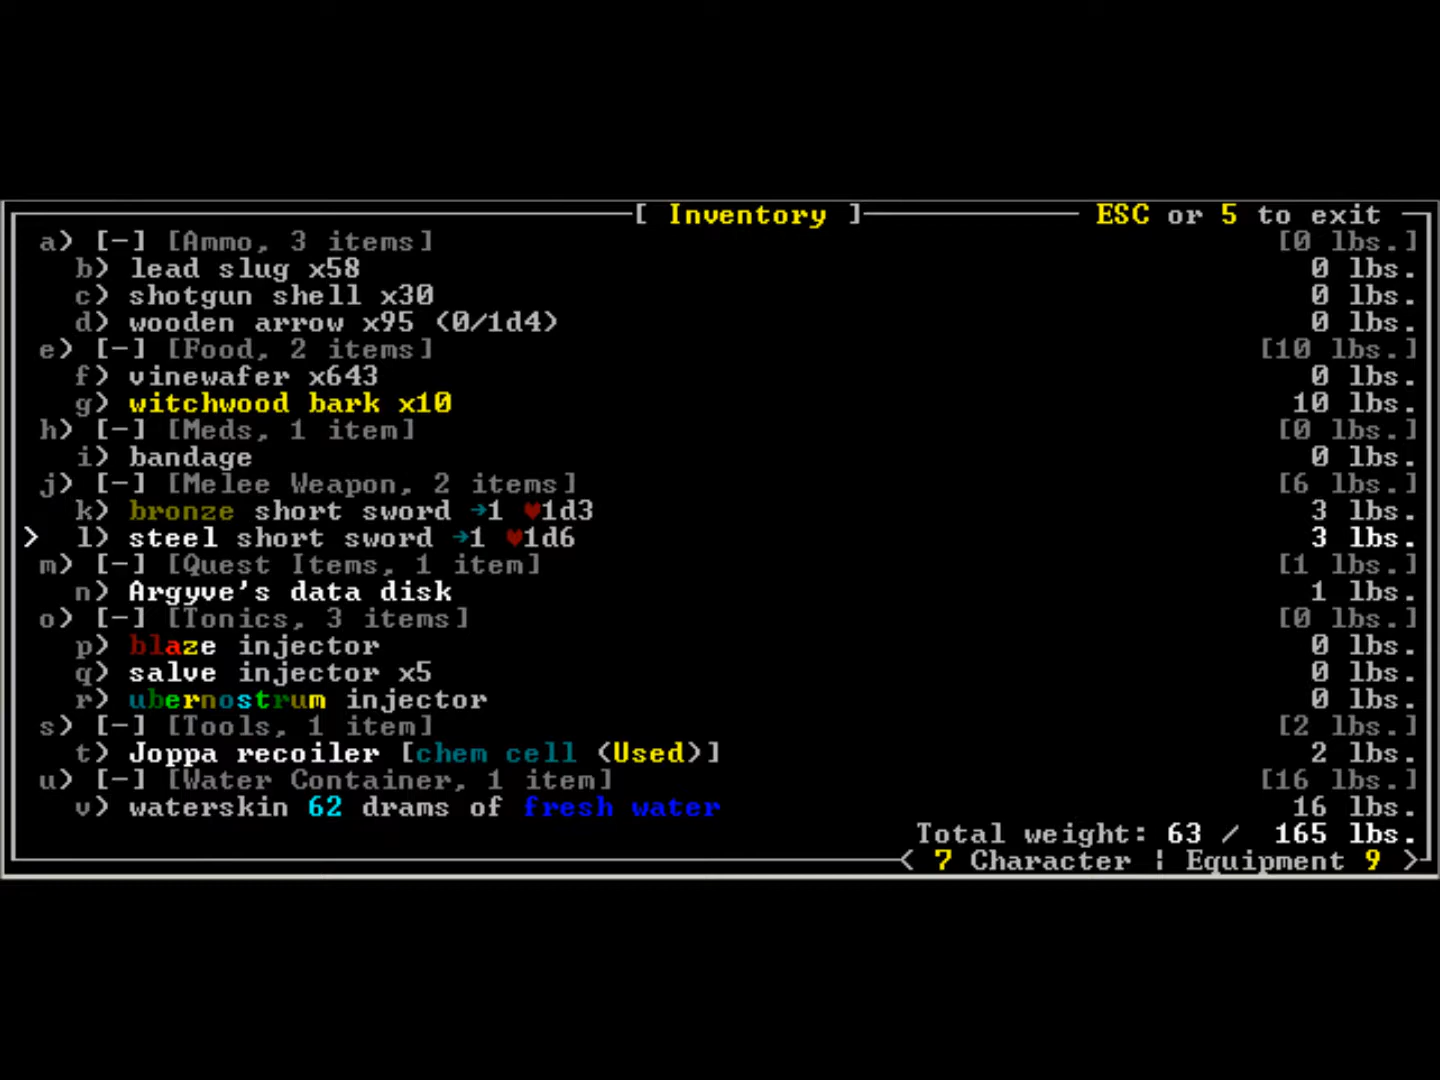 [ Inventory ] ESC or 5 to exit
a) [-] [Ammo, 3 items] [0 lbs.]
b) lead slug x58 0 lbs.
c) shotgun shell x30 0 lbs.
d) wooden arrow x95 (0/1d4) 0 lbs.
e) [-] [Food, 2 items] [10 lbs.]
f) vinewafer x643 0 lbs.
g) witchwood bark x10 10 lbs.
h) [-] [Meds, 1 item] [0 lbs.]
i) bandage 0 lbs.
j) [-] [Melee Weapon, 2 items] [6 lbs.]
k) bronze short sword →1 ♥1d3 3 lbs.
> l) steel short sword →1 ♥1d6 3 lbs.
m) [-] [Quest Items, 1 item] [1 lbs.]
n) Argyve's data disk 1 lbs.
o) [-] [Tonics, 3 items] [0 lbs.]
p) blaze injector 0 lbs.
q) salve injector x5 0 lbs.
r) ubernostrum injector 0 lbs.
s) [-] [Tools, 1 item] [2 lbs.]
t) Joppa recoiler [chem cell (Used)] 2 lbs.
u) [-] [Water Container, 1 item] [16 lbs.]
v) waterskin 62 drams of fresh water 16 lbs.
Total weight: 63 / 165 lbs.
< 7 Character | Equipment 9 >